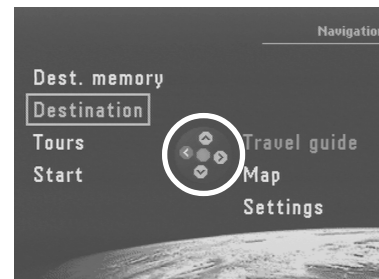 Navigation
Dest. memory
Destination
Tours
Start
Travel guide
Map
Settings